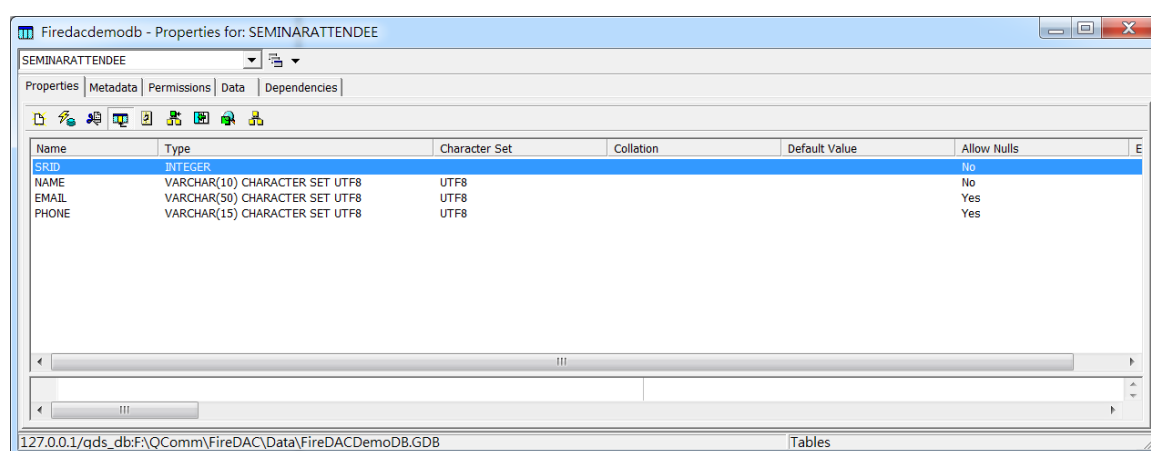 Firedacdemodb - Properties for: SEMINARATTENDEE
SEMINARATTENDEE
Properties Metadata Permissions Data Dependencies
Name Type Character Set Collation Default Value Allow Nulls E
SRID INTEGER No
NAME VARCHAR(10) CHARACTER SET UTF8 UTF8 No
EMAIL VARCHAR(50) CHARACTER SET UTF8 UTF8 Yes
PHONE VARCHAR(15) CHARACTER SET UTF8 UTF8 Yes
127.0.0.1/gds_db:F:\QComm\FireDAC\Data\FireDACDemoDB.GDB Tables